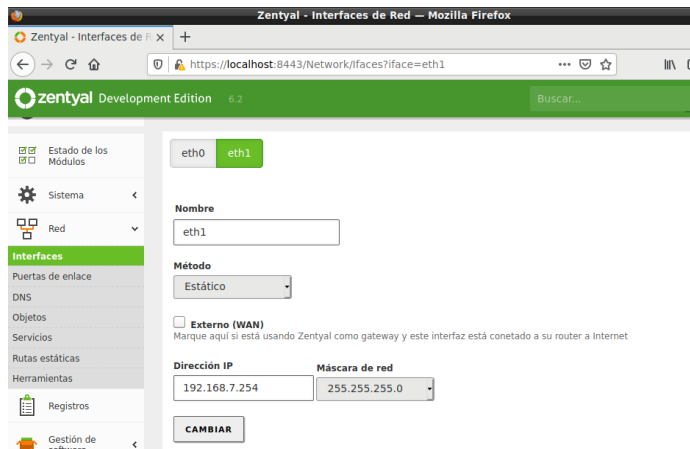 Zentyal - Interfaces de Red — Mozilla Firefox
Zentyal - Interfaces de R
https://localhost:8443/Network/Ifaces?iface=eth1
zentyal Development Edition 6.2
Buscar...
Estado de los
Módulos
Sistema
Red
Interfaces
Puertas de enlace
DNS
Objetos
Servicios
Rutas estáticas
Herramientas
Registros
Gestión de
eth0 eth1
Nombre
eth1
Método
Estático
Externo (WAN)
Marque aquí si está usando Zentyal como gateway y este interfaz está conetado a su router a Internet
Dirección IP
Máscara de red
192.168.7.254
255.255.255.0
CAMBIAR